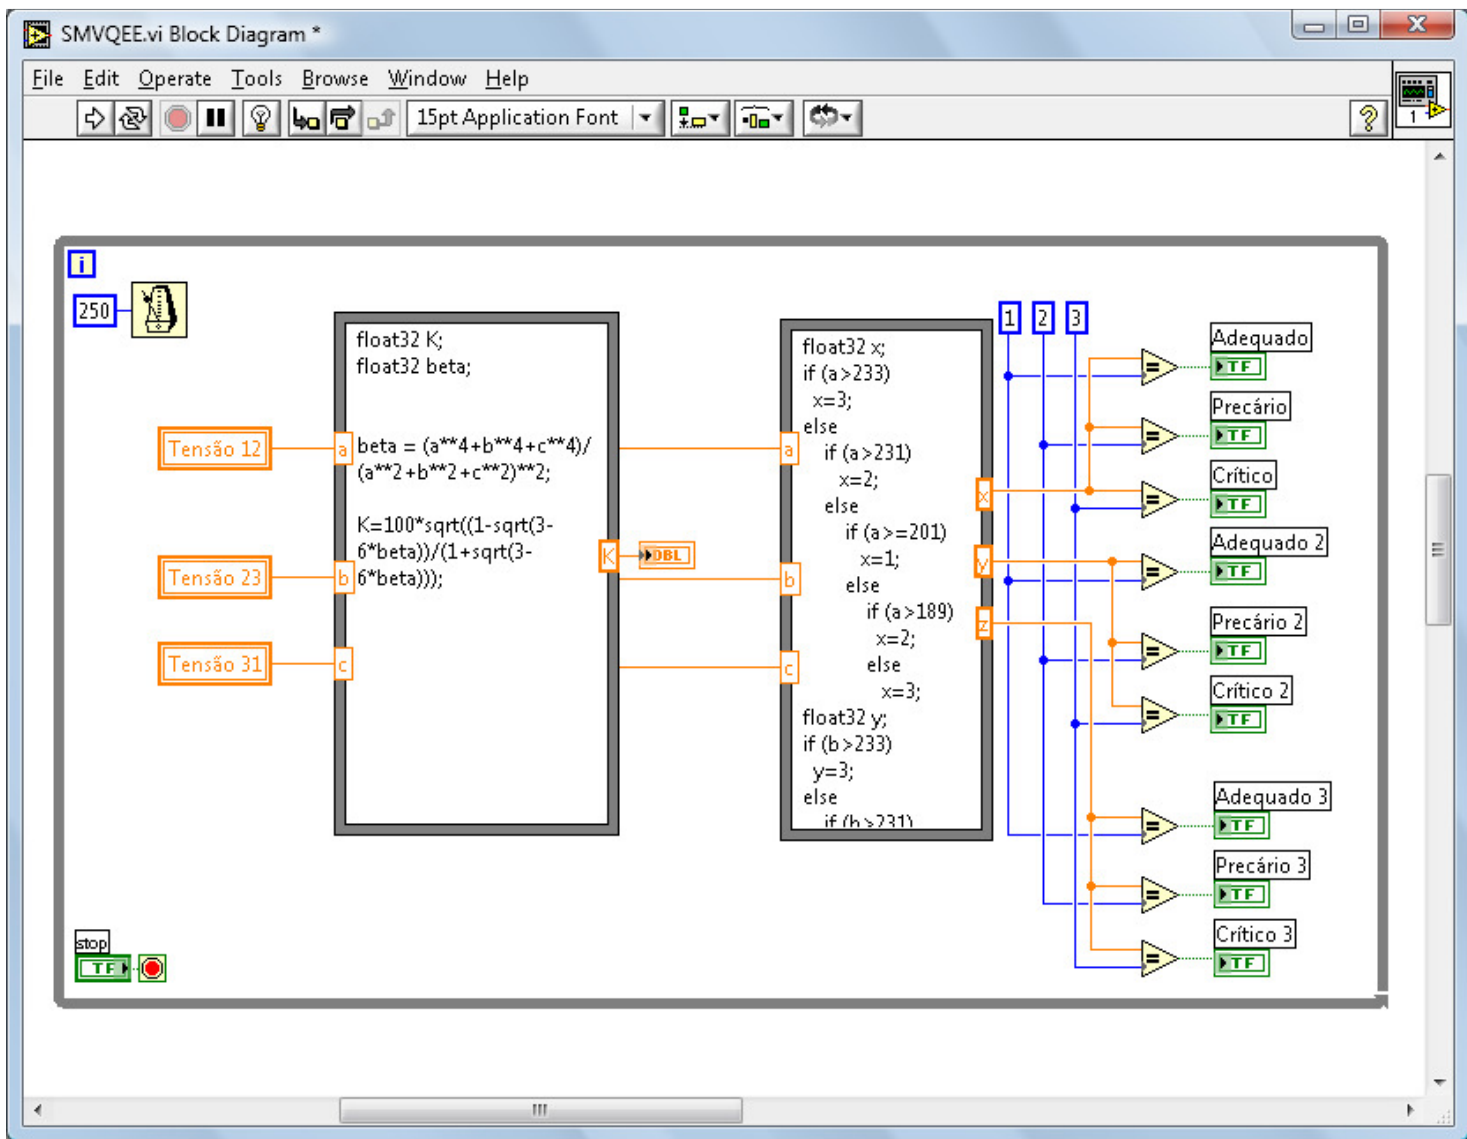 SMVQEE.vi Block Diagram *
File Edit Operate Tools Browse Window Help
15pt Application Font
?
1
i
250
Tensão 12
Tensão 23
Tensão 31
a
b
c
float32 K;
float32 beta;
beta = (a**4+b**4+c**4)/
(a**2+b**2+c**2)**2;
K=100*sqrt((1-sqrt(3-
6*beta))/(1+sqrt(3-
6*beta)));
K
DBL
a
b
c
float32 x;
if (a>233)
x=3;
else
if (a>231)
x=2;
else
if (a>=201)
x=1;
else
if (a>189)
x=2;
else
x=3;
float32 y;
if (b>233)
y=3;
else
if (b>231)
x
y
z
1 2 3
=
=
=
=
=
=
=
=
=
Adequado
TF
Precário
TF
Crítico
TF
Adequado 2
TF
Precário 2
TF
Crítico 2
TF
Adequado 3
TF
Precário 3
TF
Crítico 3
TF
stop
TF